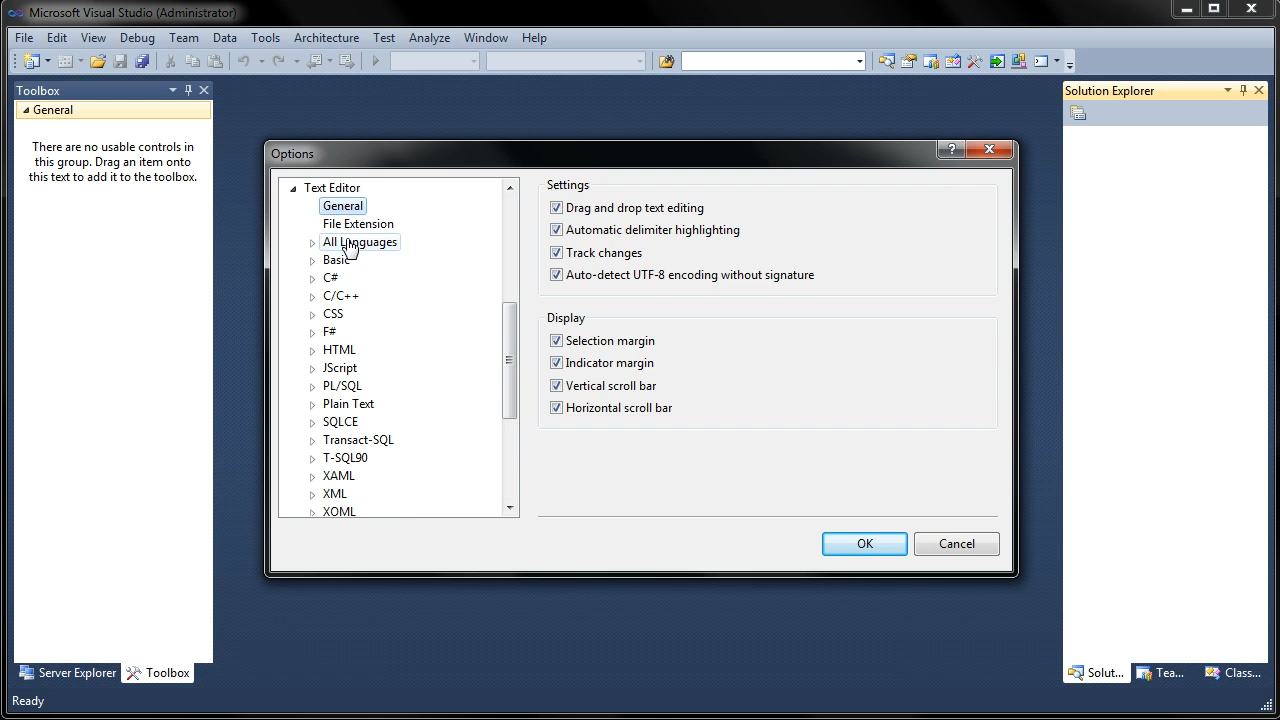 Microsoft Visual Studio (Administrator)
File Edit View Debug Team Data Tools Architecture Test Analyze Window Help
Toolbox
General
There are no usable controls in
this group. Drag an item onto
this text to add it to the toolbox.
Server Explorer
Toolbox
Options
Text Editor
General
File Extension
All Languages
Basic
C#
C/C++
CSS
F#
HTML
JScript
PL/SQL
Plain Text
SQLCE
Transact-SQL
T-SQL90
XAML
XML
XOML
Settings
Drag and drop text editing
Automatic delimiter highlighting
Track changes
Auto-detect UTF-8 encoding without signature
Display
Selection margin
Indicator margin
Vertical scroll bar
Horizontal scroll bar
OK
Cancel
Solution Explorer
Solut...
Tea...
Class...
Ready